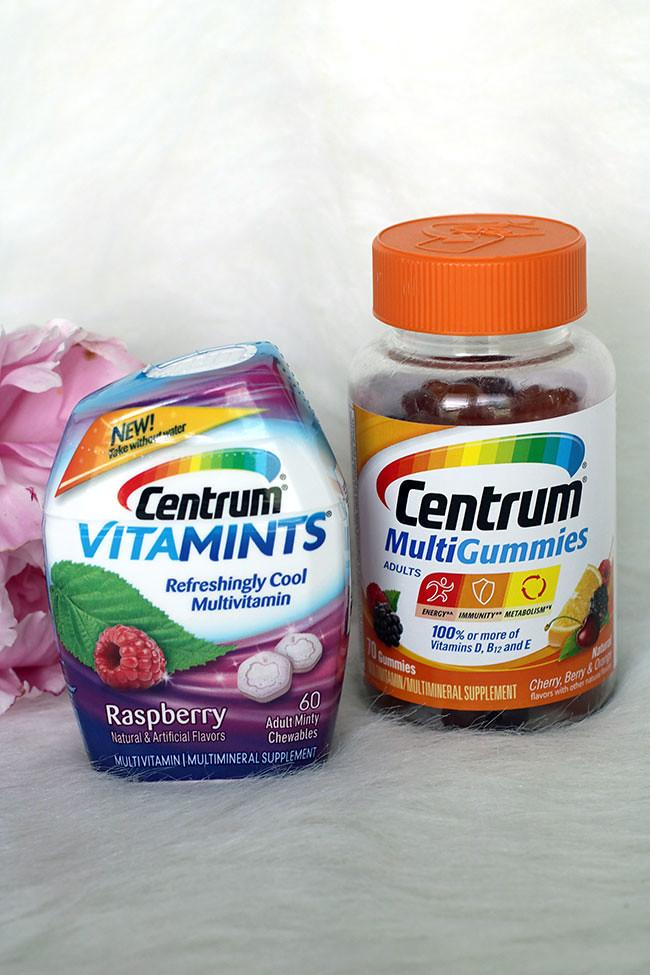 NEW!
Take without water
Centrum®
VITAMINTS®
Refreshingly Cool
Multivitamin
Raspberry
Natural & Artificial Flavors
60
Adult Minty
Chewables
MULTIVITAMIN | MULTIMINERAL SUPPLEMENT
Centrum®
MultiGummies
ADULTS
ENERGY^^ IMMUNITY** METABOLISM*¥
100% or more of
Vitamins D, B12 and E
70 Gummies
Natural
Cherry, Berry & Orange
flavors with other natural
MULTIVITAMIN/MULTIMINERAL SUPPLEMENT